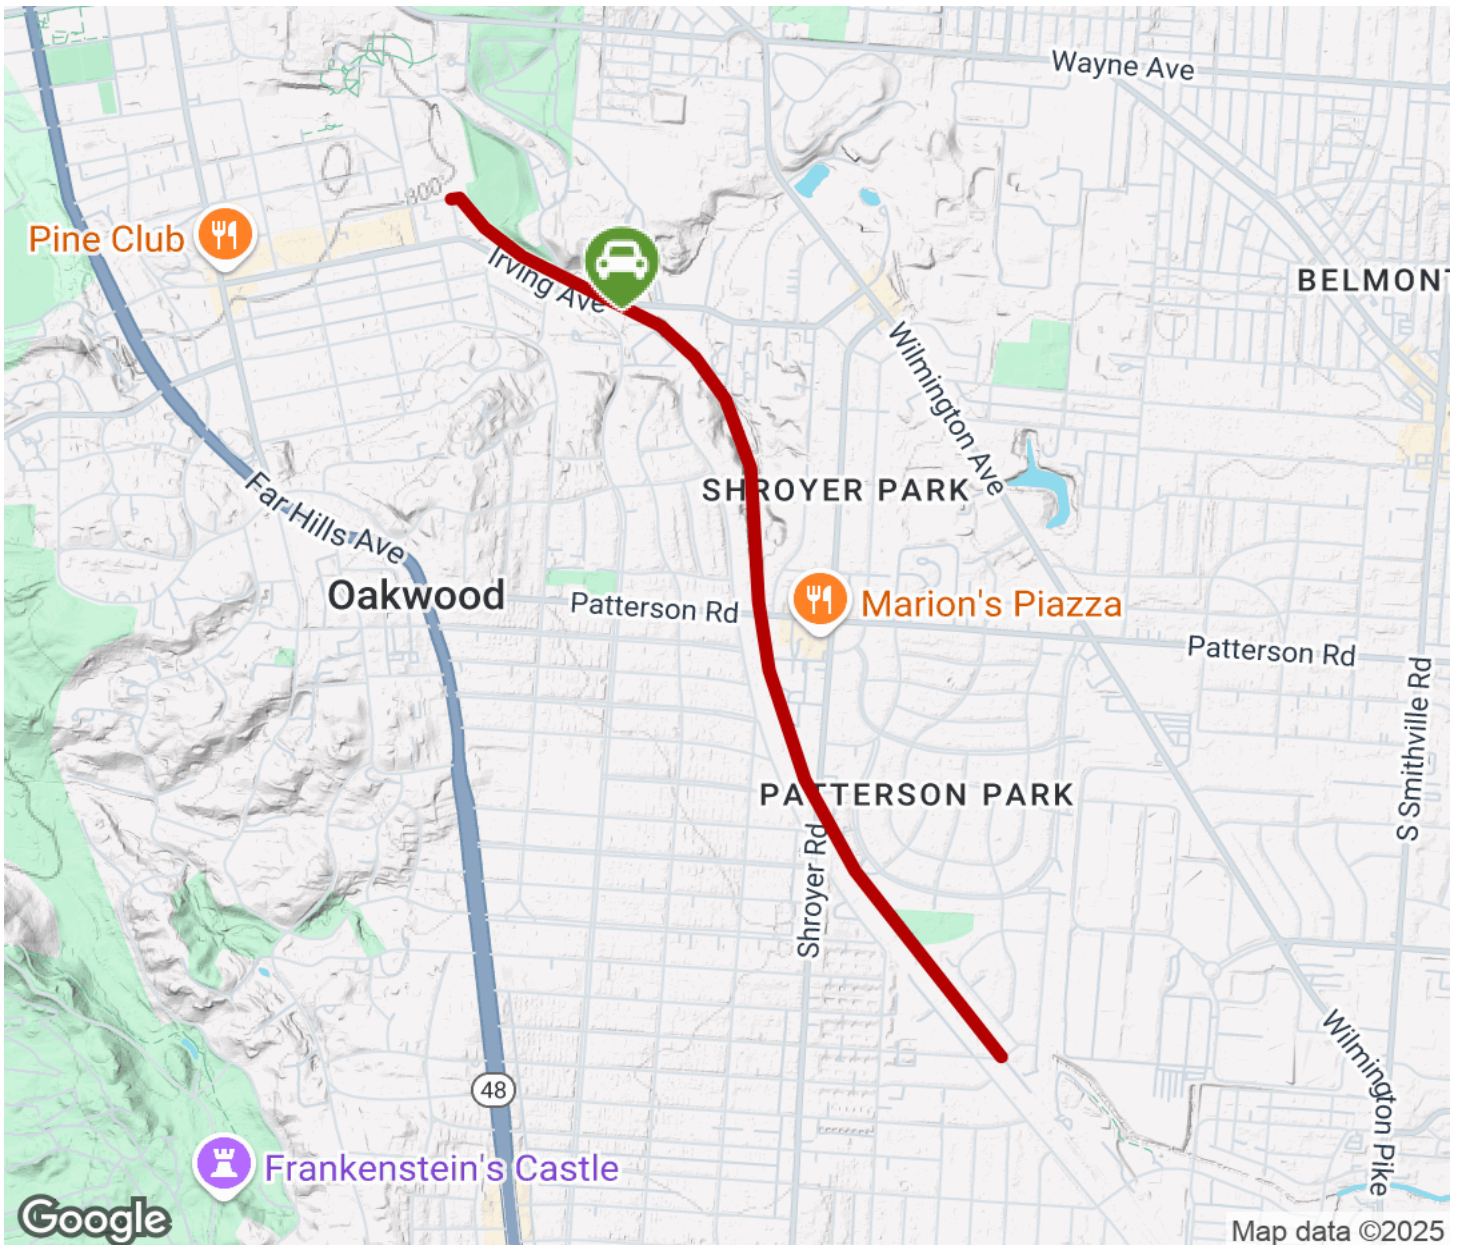 Wayne Ave
800'
Pine Club
Irving Ave
BELMONT
Wilmington Ave
SHROYER PARK
Far Hills Ave
Oakwood
Patterson Rd
Marion's Piazza
Patterson Rd
S Smithville Rd
PATTERSON PARK
Shroyer Rd
Wilmington Pike
48
Frankenstein's Castle
Google
Map data ©2025